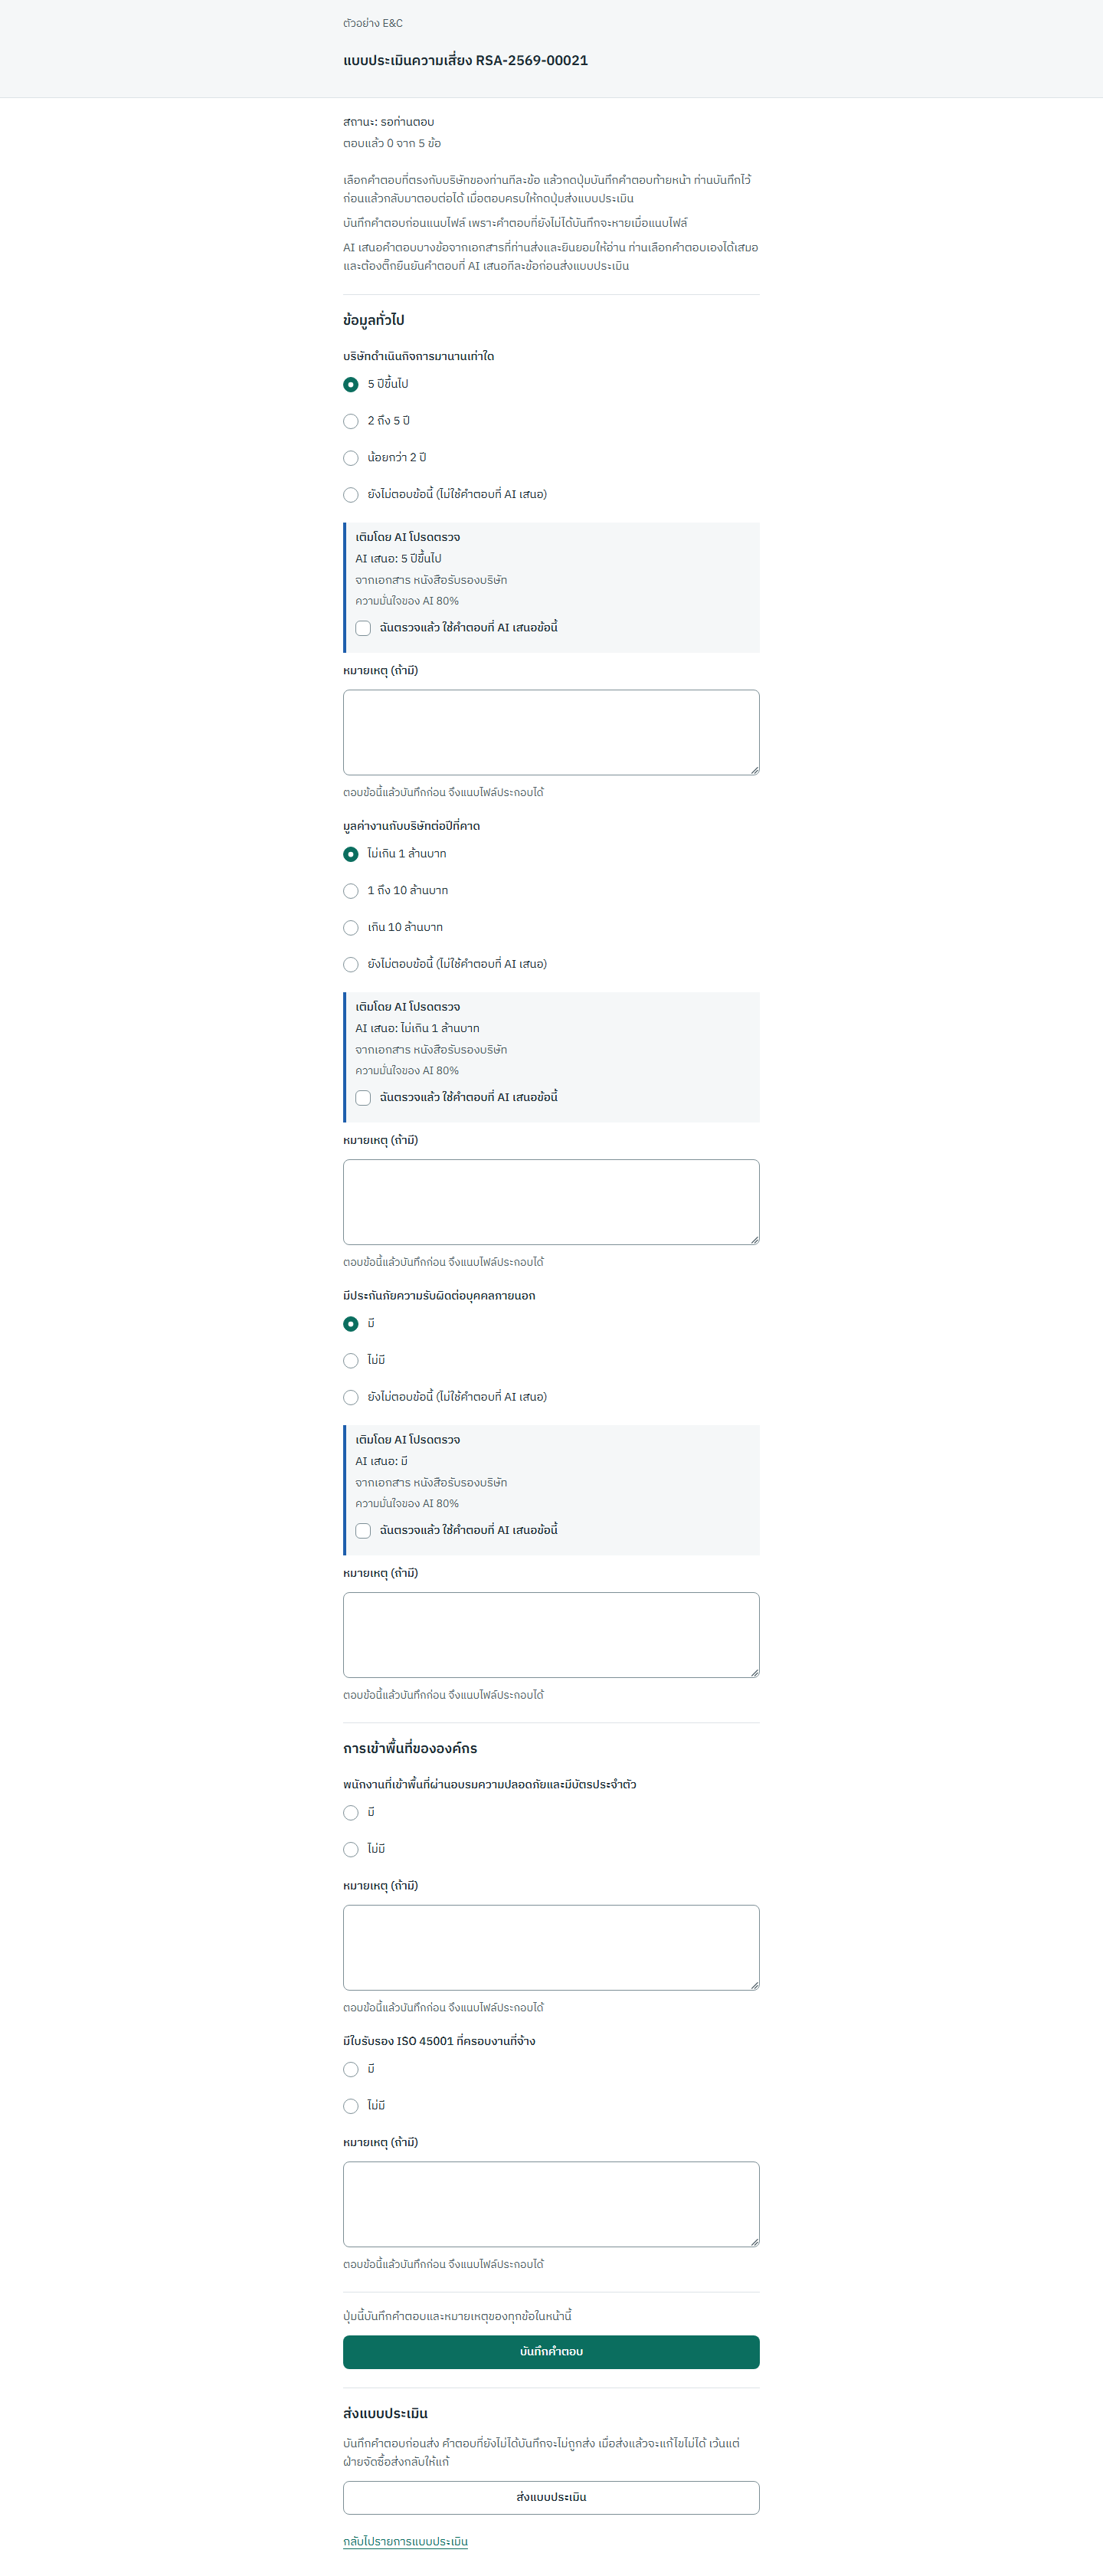 ตัวอย่าง E&C
แบบประเมินความเสี่ยง RSA-2569-00021
สถานะ: รอท่านตอบ
ตอบแล้ว 0 จาก 5 ข้อ
เลือกคำตอบที่ตรงกับบริษัทของท่านทีละข้อ แล้วกดปุ่มบันทึกคำตอบท้ายหน้า ท่านบันทึกไว้
ก่อนแล้วกลับมาตอบต่อได้ เมื่อตอบครบให้กดปุ่มส่งแบบประเมิน
บันทึกคำตอบก่อนแนบไฟล์ เพราะคำตอบที่ยังไม่ได้บันทึกจะหายเมื่อแนบไฟล์
AI เสนอคำตอบบางข้อจากเอกสารที่ท่านส่งและยินยอมให้อ่าน ท่านเลือกคำตอบเองได้เสมอ
และต้องติ๊กยืนยันคำตอบที่ AI เสนอทีละข้อก่อนส่งแบบประเมิน
ข้อมูลทั่วไป
บริษัทดำเนินกิจการมานานเท่าใด
5 ปีขึ้นไป
2 ถึง 5 ปี
น้อยกว่า 2 ปี
ยังไม่ตอบข้อนี้ (ไม่ใช้คำตอบที่ AI เสนอ)
เติมโดย AI โปรดตรวจ
AI เสนอ: 5 ปีขึ้นไป
จากเอกสาร หนังสือรับรองบริษัท
ความมั่นใจของ AI 80%
ฉันตรวจแล้ว ใช้คำตอบที่ AI เสนอข้อนี้
หมายเหตุ (ถ้ามี)
ตอบข้อนี้แล้วบันทึกก่อน จึงแนบไฟล์ประกอบได้
มูลค่างานกับบริษัทต่อปีที่คาด
ไม่เกิน 1 ล้านบาท
1 ถึง 10 ล้านบาท
เกิน 10 ล้านบาท
ยังไม่ตอบข้อนี้ (ไม่ใช้คำตอบที่ AI เสนอ)
เติมโดย AI โปรดตรวจ
AI เสนอ: ไม่เกิน 1 ล้านบาท
จากเอกสาร หนังสือรับรองบริษัท
ความมั่นใจของ AI 80%
ฉันตรวจแล้ว ใช้คำตอบที่ AI เสนอข้อนี้
หมายเหตุ (ถ้ามี)
ตอบข้อนี้แล้วบันทึกก่อน จึงแนบไฟล์ประกอบได้
มีประกันภัยความรับผิดต่อบุคคลภายนอก
มี
ไม่มี
ยังไม่ตอบข้อนี้ (ไม่ใช้คำตอบที่ AI เสนอ)
เติมโดย AI โปรดตรวจ
AI เสนอ: มี
จากเอกสาร หนังสือรับรองบริษัท
ความมั่นใจของ AI 80%
ฉันตรวจแล้ว ใช้คำตอบที่ AI เสนอข้อนี้
หมายเหตุ (ถ้ามี)
ตอบข้อนี้แล้วบันทึกก่อน จึงแนบไฟล์ประกอบได้
การเข้าพื้นที่ขององค์กร
พนักงานที่เข้าพื้นที่ผ่านอบรมความปลอดภัยและมีบัตรประจำตัว
มี
ไม่มี
หมายเหตุ (ถ้ามี)
ตอบข้อนี้แล้วบันทึกก่อน จึงแนบไฟล์ประกอบได้
มีใบรับรอง ISO 45001 ที่ครอบงานที่จ้าง
มี
ไม่มี
หมายเหตุ (ถ้ามี)
ตอบข้อนี้แล้วบันทึกก่อน จึงแนบไฟล์ประกอบได้
ปุ่มนี้บันทึกคำตอบและหมายเหตุของทุกข้อในหน้านี้
บันทึกคำตอบ
ส่งแบบประเมิน
บันทึกคำตอบก่อนส่ง คำตอบที่ยังไม่ได้บันทึกจะไม่ถูกส่ง เมื่อส่งแล้วจะแก้ไขไม่ได้ เว้นแต่
ฝ่ายจัดซื้อส่งกลับให้แก้
ส่งแบบประเมิน
กลับไปรายการแบบประเมิน